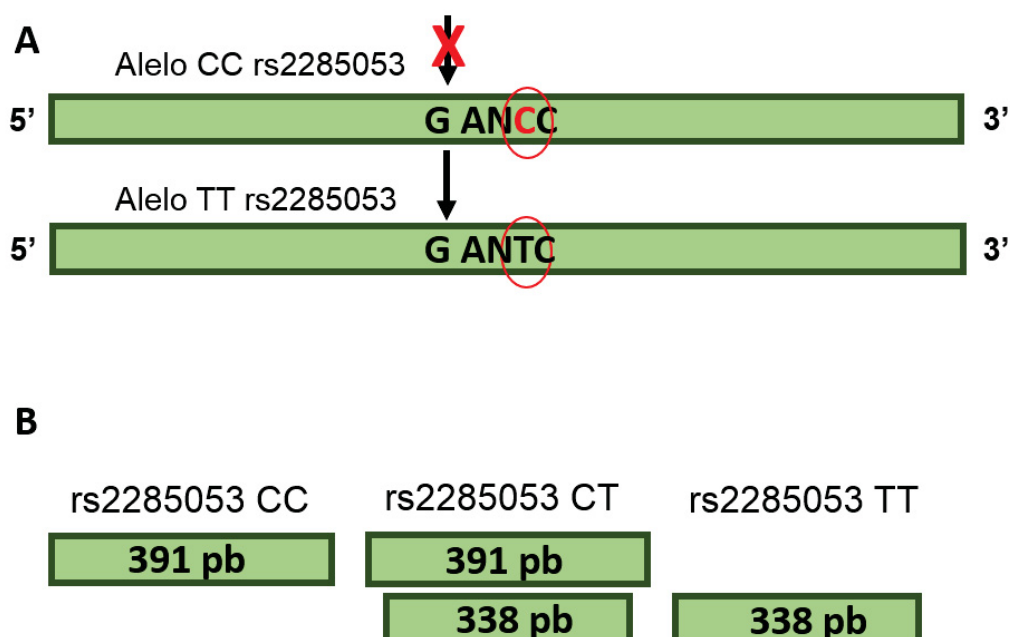 A
Alelo CC rs2285053
X
5’ G ANCC 3’
Alelo TT rs2285053
5’ G ANTC 3’
B
rs2285053 CC rs2285053 CT rs2285053 TT
391 pb 391 pb
338 pb 338 pb